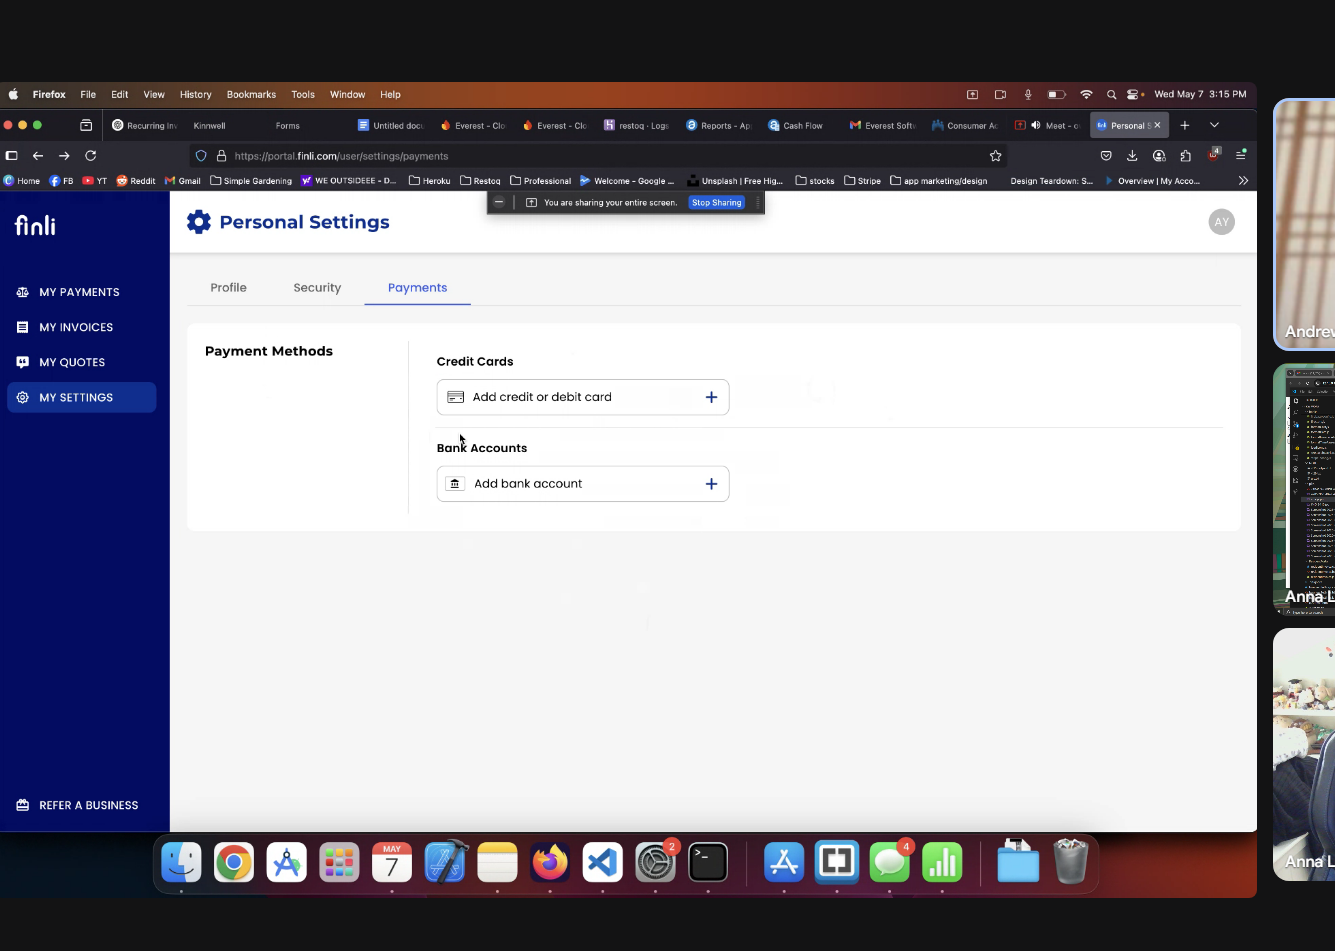 Firefox File Edit View History Bookmarks Tools Window Help Wed May 7 3:15 PM
Recurring Inv Kinnwell Forms Untitled docu Everest - Clo Everest - Clo restoq · Logs Reports - Ap Cash Flow Everest Softw Consumer Ac Meet - o Personal S
https://portal.finli.com/user/settings/payments 4
Home FB YT Reddit Gmail Simple Gardening WE OUTSIDEEE - D... Heroku Restoq Professional Welcome - Google ... Unsplash | Free Hig... stocks Stripe app marketing/design Design Teardown: S... Overview | My Acco...
You are sharing your entire screen. Stop Sharing
finli
Personal Settings
AY
MY PAYMENTS
MY INVOICES
MY QUOTES
MY SETTINGS
REFER A BUSINESS
Profile Security Payments
Payment Methods
Credit Cards
Add credit or debit card
Bank Accounts
Add bank account
MAY
7
2
4
Andrew
Anna L
Anna L